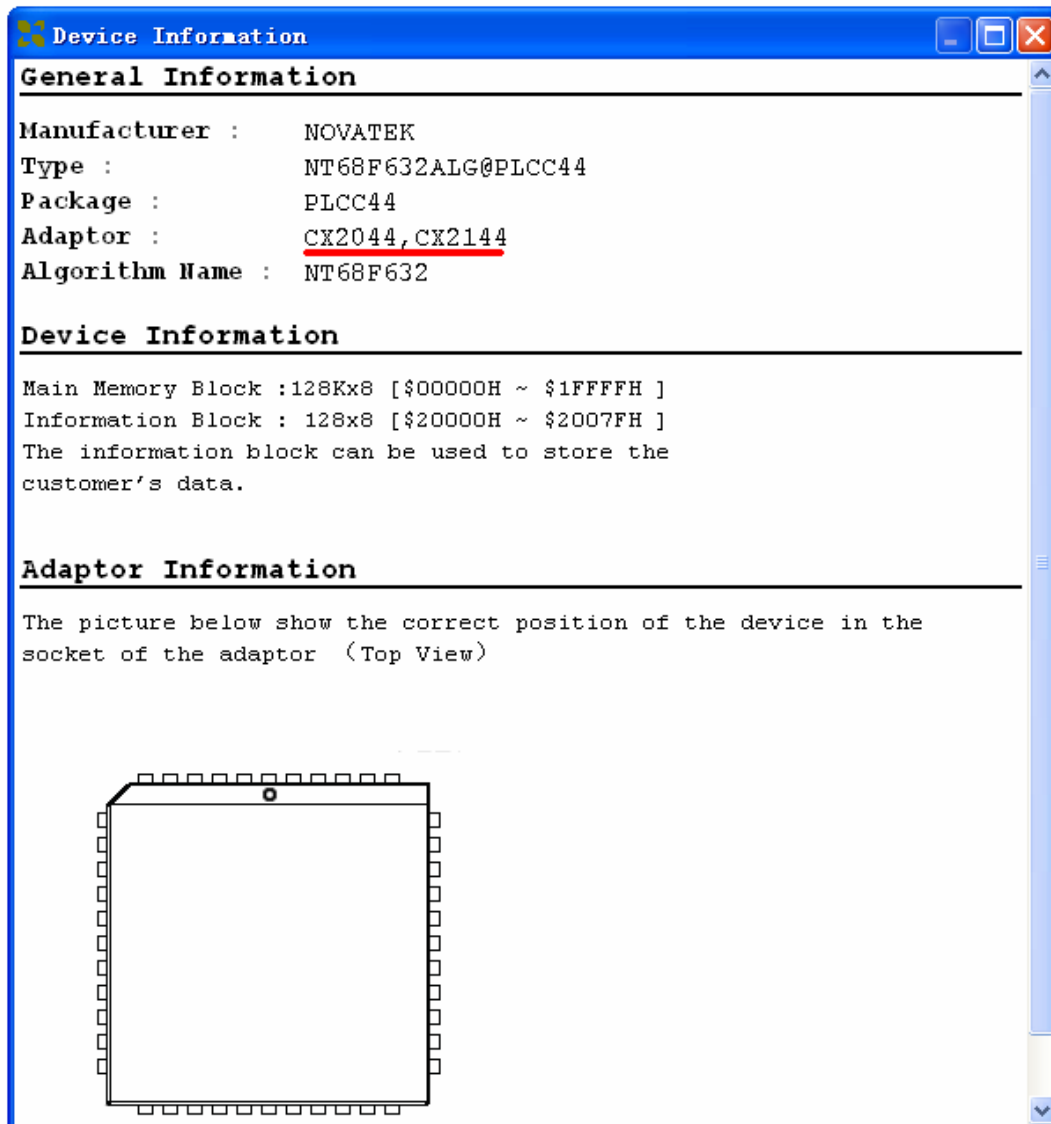 Device Information
General Information
Manufacturer : NOVATEK
Type : NT68F632ALG@PLCC44
Package : PLCC44
Adaptor : CX2044,CX2144
Algorithm Name : NT68F632
Device Information
Main Memory Block :128Kx8 [$00000H ~ $1FFFFH ]
Information Block : 128x8 [$20000H ~ $2007FH ]
The information block can be used to store the
customer's data.
Adaptor Information
The picture below show the correct position of the device in the
socket of the adaptor （Top View）